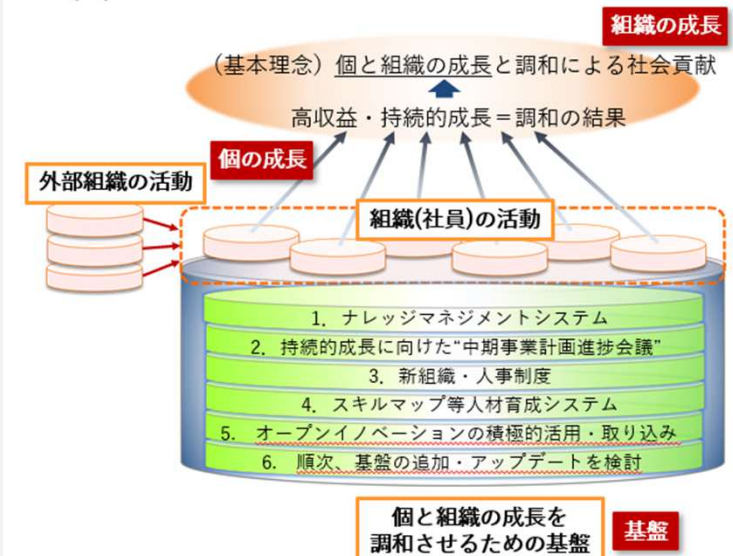 組織の成長
（基本理念）個と組織の成長と調和による社会貢献
高収益・持続的成長＝調和の結果
個の成長
外部組織の活動
組織(社員)の活動
1．ナレッジマネジメントシステム
2．持続的成長に向けた“中期事業計画進捗会議”
3．新組織・人事制度
4．スキルマップ等人材育成システム
5．オープンイノベーションの積極的活用・取り込み
6．順次、基盤の追加・アップデートを検討
個と組織の成長を
調和させるための基盤
基盤